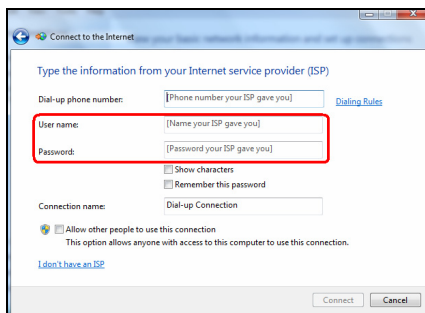 Connect to the Internet
Type the information from your Internet service provider (ISP)
Dial-up phone number: [Phone number your ISP gave you] Dialing Rules
User name: [Name your ISP gave you]
Password: [Password your ISP gave you]
Show characters
Remember this password
Connection name: Dial-up Connection
Allow other people to use this connection
This option allows anyone with access to this computer to use this connection.
I don't have an ISP
Connect Cancel